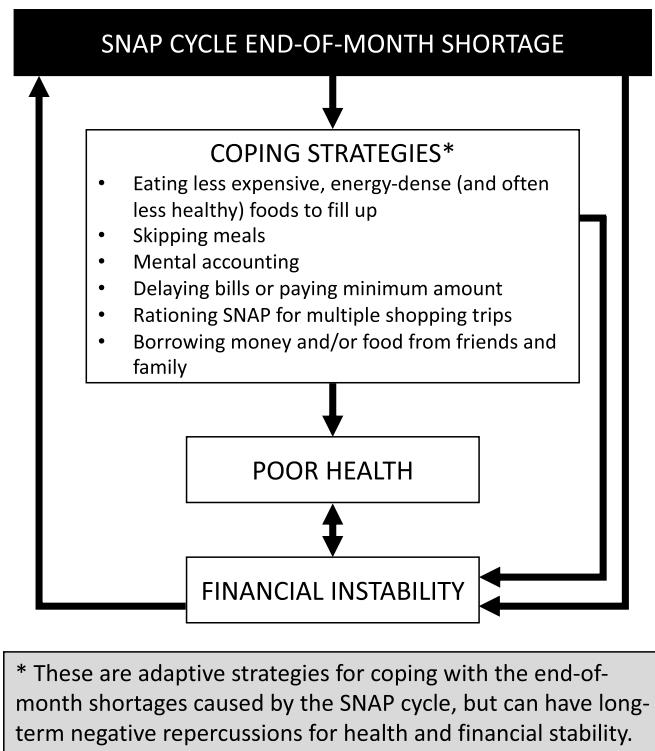 SNAP CYCLE END-OF-MONTH SHORTAGE
COPING STRATEGIES*
• Eating less expensive, energy-dense (and often
less healthy) foods to fill up
• Skipping meals
• Mental accounting
• Delaying bills or paying minimum amount
• Rationing SNAP for multiple shopping trips
• Borrowing money and/or food from friends and
family
POOR HEALTH
FINANCIAL INSTABILITY
* These are adaptive strategies for coping with the end-of-
month shortages caused by the SNAP cycle, but can have long-
term negative repercussions for health and financial stability.